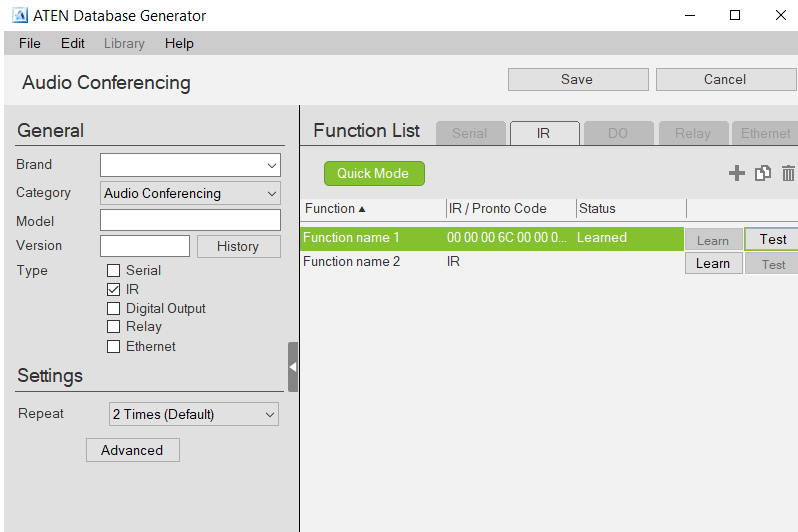 ATEN Database Generator
File Edit Library Help
Audio Conferencing Save Cancel
General
Brand
Category Audio Conferencing
Model
Version History
Type Serial
IR
Digital Output
Relay
Ethernet
Settings
Repeat 2 Times (Default)
Advanced
Function List Serial IR DO Relay Ethernet
Quick Mode
Function IR / Pronto Code Status
Function name 1 00 00 00 6C 00 00 0... Learned Learn Test
Function name 2 IR Learn Test